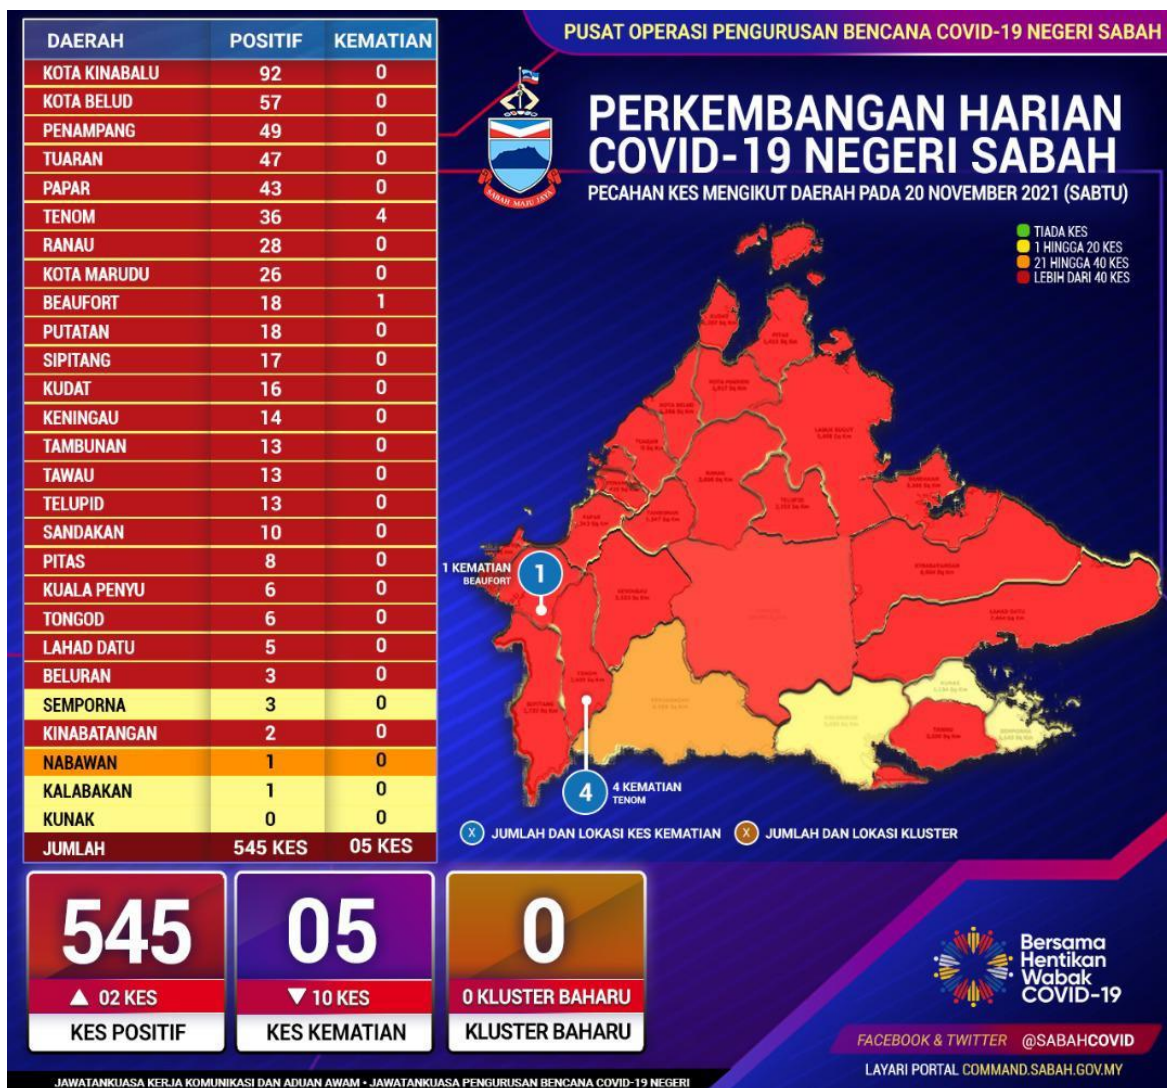 PUSAT OPERASI PENGURUSAN BENCANA COVID-19 NEGERI SABAH
PERKEMBANGAN HARIAN
COVID-19 NEGERI SABAH
PECAHAN KES MENGIKUT DAERAH PADA 20 NOVEMBER 2021 (SABTU)
SABAH MAJU JAYA
DAERAH POSITIF KEMATIAN
KOTA KINABALU 92 0
KOTA BELUD 57 0
PENAMPANG 49 0
TUARAN 47 0
PAPAR 43 0
TENOM 36 4
RANAU 28 0
KOTA MARUDU 26 0
BEAUFORT 18 1
PUTATAN 18 0
SIPITANG 17 0
KUDAT 16 0
KENINGAU 14 0
TAMBUNAN 13 0
TAWAU 13 0
TELUPID 13 0
SANDAKAN 10 0
PITAS 8 0
KUALA PENYU 6 0
TONGOD 6 0
LAHAD DATU 5 0
BELURAN 3 0
SEMPORNA 3 0
KINABATANGAN 2 0
NABAWAN 1 0
KALABAKAN 1 0
KUNAK 0 0
JUMLAH 545 KES 05 KES
TIADA KES
1 HINGGA 20 KES
21 HINGGA 40 KES
LEBIH DARI 40 KES
1 KEMATIAN
BEAUFORT
1
4
4 KEMATIAN
TENOM
X JUMLAH DAN LOKASI KES KEMATIAN
X JUMLAH DAN LOKASI KLUSTER
545
▲ 02 KES
KES POSITIF
05
▼ 10 KES
KES KEMATIAN
0
0 KLUSTER BAHARU
KLUSTER BAHARU
Bersama
Hentikan
Wabak
COVID-19
FACEBOOK & TWITTER @SABAHCOVID
LAYARI PORTAL COMMAND.SABAH.GOV.MY
JAWATANKUASA KERJA KOMUNIKASI DAN ADUAN AWAM • JAWATANKUASA PENGURUSAN BENCANA COVID-19 NEGERI